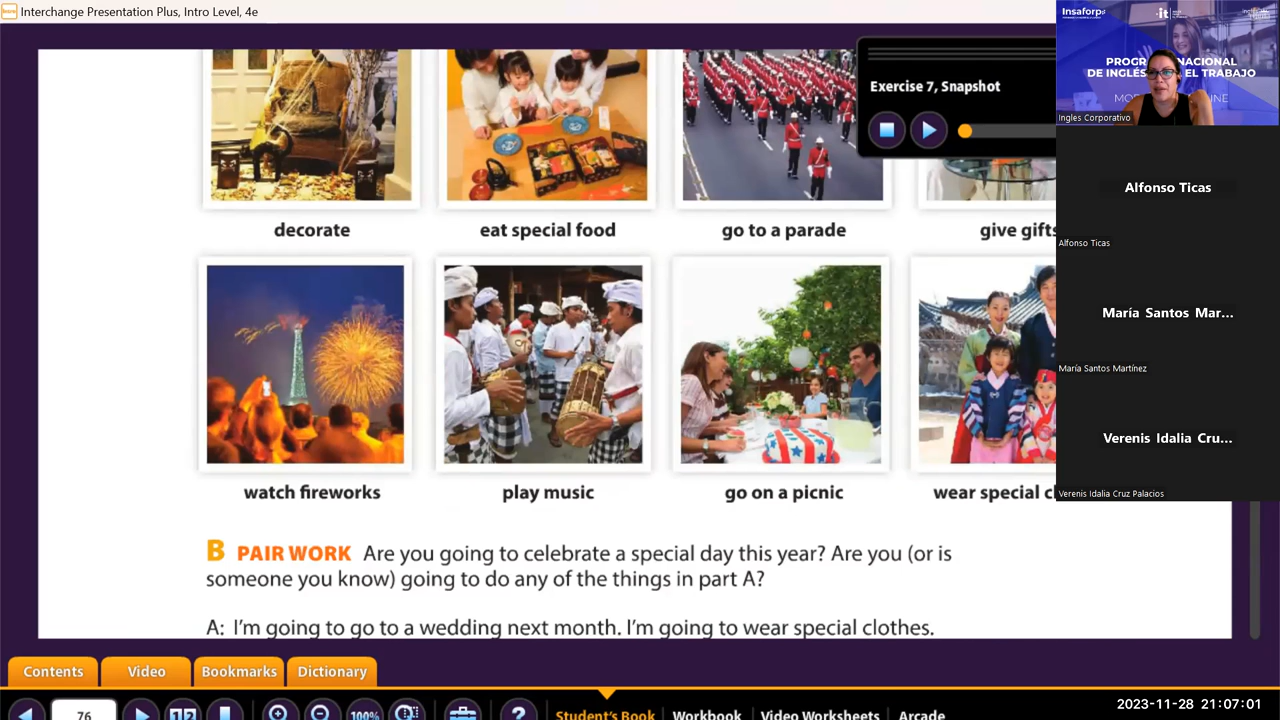 Interchange Presentation Plus, Intro Level, 4e
Insaforp
it
PROGR NACIONAL
DE INGLÉS EL TRABAJO
Ingles Corporativo
Exercise 7, Snapshot
Alfonso Ticas
Alfonso Ticas
María Santos Mar...
María Santos Martínez
Verenis Idalia Cru...
Verenis Idalia Cruz Palacios
decorate
eat special food
go to a parade
give gifts
watch fireworks
play music
go on a picnic
wear special cl
B PAIR WORK Are you going to celebrate a special day this year? Are you (or is
someone you know) going to do any of the things in part A?
A: I'm going to go to a wedding next month. I'm going to wear special clothes.
Contents
Video
Bookmarks
Dictionary
76
1|2
100%
?
Student's Book
Workbook
Video Worksheets
Arcade
2023-11-28 21:07:01